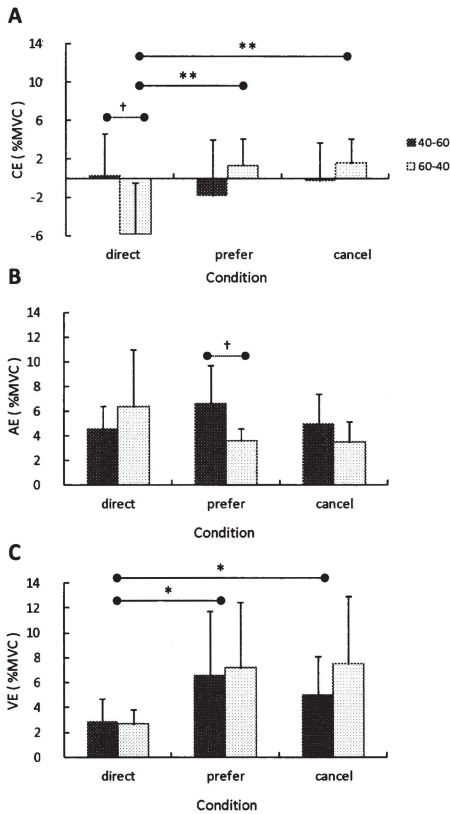 A
14
10
6
2
-2
-6
CE (%MVC)
**
**
†
40-60
60-40
direct prefer cancel
Condition
B
14
12
10
8
6
4
2
0
AE (%MVC)
†
direct prefer cancel
Condition
C
14
12
10
8
6
4
2
0
VE (%MVC)
*
*
direct prefer cancel
Condition